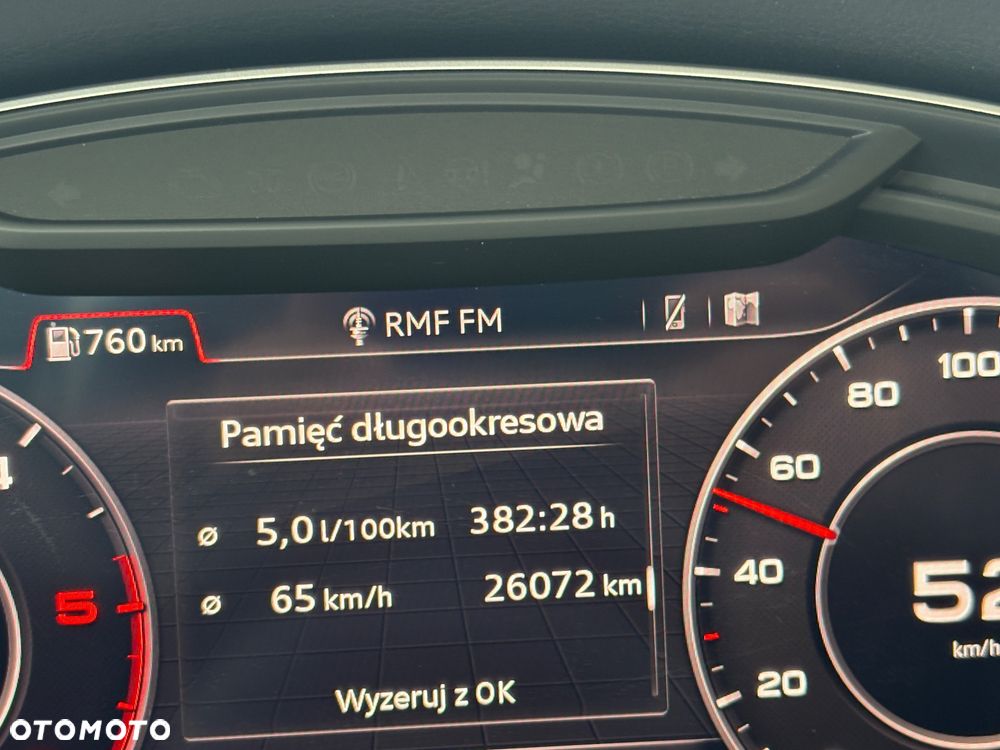 760 km
RMF FM
Pamięć długookresowa
ø 5,0 l/100km 382:28 h
ø 65 km/h 26072 km
Wyzeruj z OK
4
5
100
80
60
40
20
52
km/h
OTOMOTO